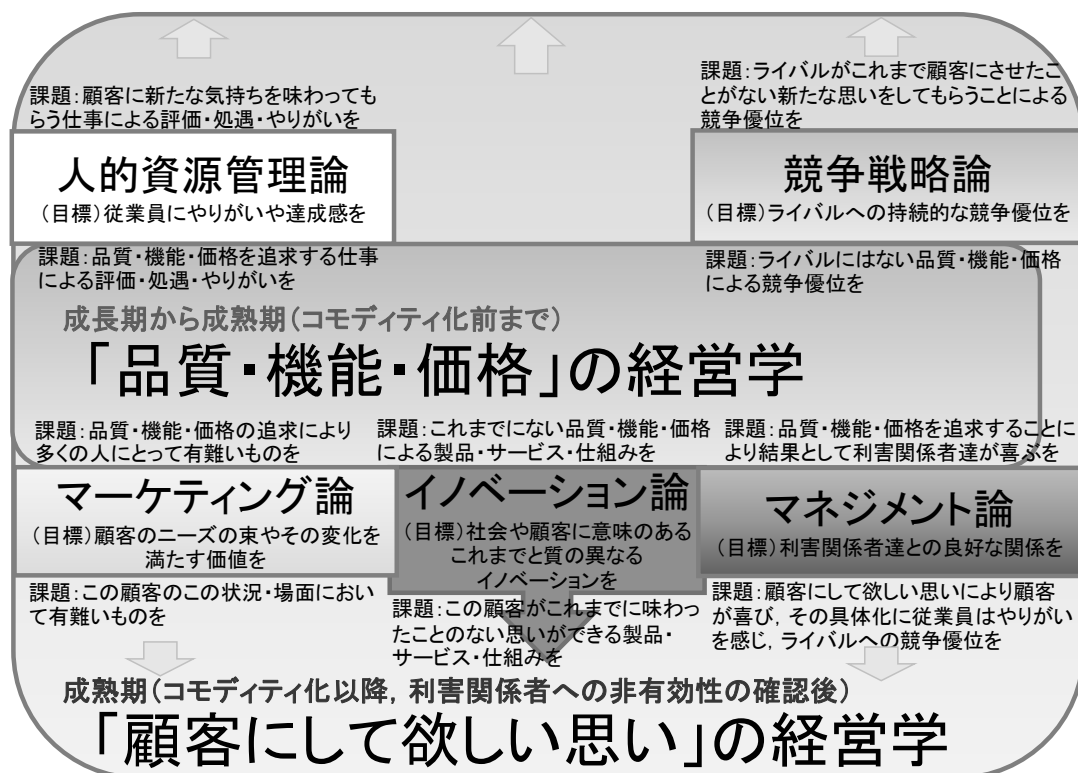 課題：顧客に新たな気持ちを味わっても
らう仕事による評価・処遇・やりがいを
課題：ライバルがこれまで顧客にさせたこ
とがない新たな思いをしてもらうことによる
競争優位を
人的資源管理論
（目標）従業員にやりがいや達成感を
競争戦略論
（目標）ライバルへの持続的な競争優位を
課題：品質・機能・価格を追求する仕事
による評価・処遇・やりがいを
課題：ライバルにはない品質・機能・価格
による競争優位を
成長期から成熟期（コモディティ化前まで）
「品質・機能・価格」の経営学
課題：品質・機能・価格の追求により
多くの人にとって有難いものを
課題：これまでにない品質・機能・価格
による製品・サービス・仕組みを
課題：品質・機能・価格を追求することに
より結果として利害関係者達が喜ぶを
マーケティング論
（目標）顧客のニーズの束やその変化を
満たす価値を
イノベーション論
（目標）社会や顧客に意味のある
これまでと質の異なる
イノベーションを
マネジメント論
（目標）利害関係者達との良好な関係を
課題：この顧客のこの状況・場面におい
て有難いものを
課題：この顧客がこれまでに味わっ
たことのない思いができる製品・
サービス・仕組みを
課題：顧客にして欲しい思いにより顧客
が喜び，その具体化に従業員はやりがい
を感じ，ライバルへの競争優位を
成熟期（コモディティ化以降，利害関係者への非有効性の確認後）
「顧客にして欲しい思い」の経営学